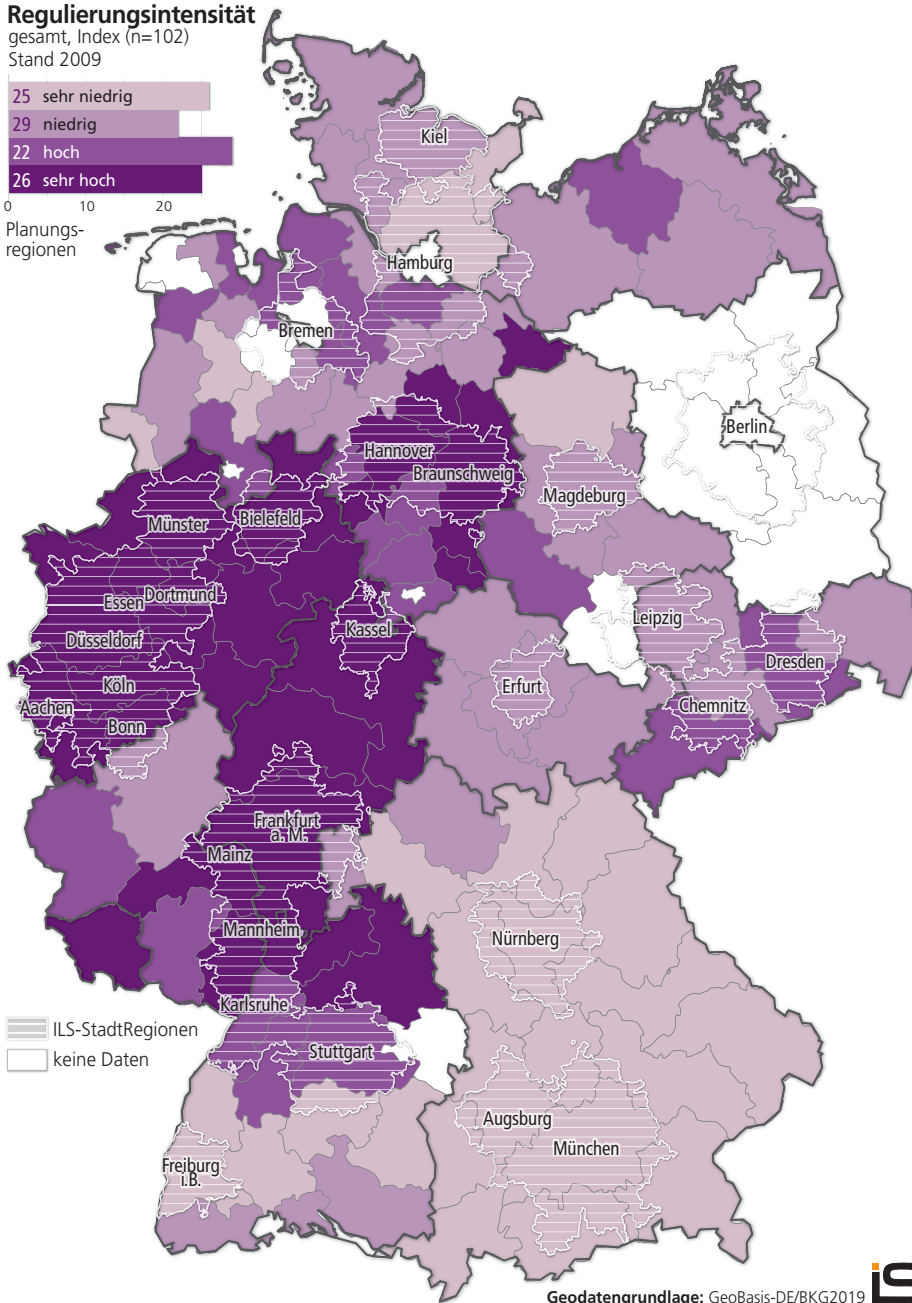 Regulierungsintensität
gesamt, Index (n=102)
Stand 2009
25 sehr niedrig
29 niedrig
22 hoch
26 sehr hoch
0 10 20
Planungs-
regionen
Kiel
Hamburg
Bremen
Berlin
Hannover
Braunschweig
Magdeburg
Münster
Bielefeld
Essen
Dortmund
Leipzig
Kassel
Düsseldorf
Dresden
Köln
Erfurt
Aachen
Chemnitz
Bonn
Frankfurt
a. M.
Mainz
Mannheim
Nürnberg
Karlsruhe
ILS-StadtRegionen
Stuttgart
keine Daten
Augsburg
München
Freiburg
i.B.
Geodatengrundlage: GeoBasis-DE/BKG2019